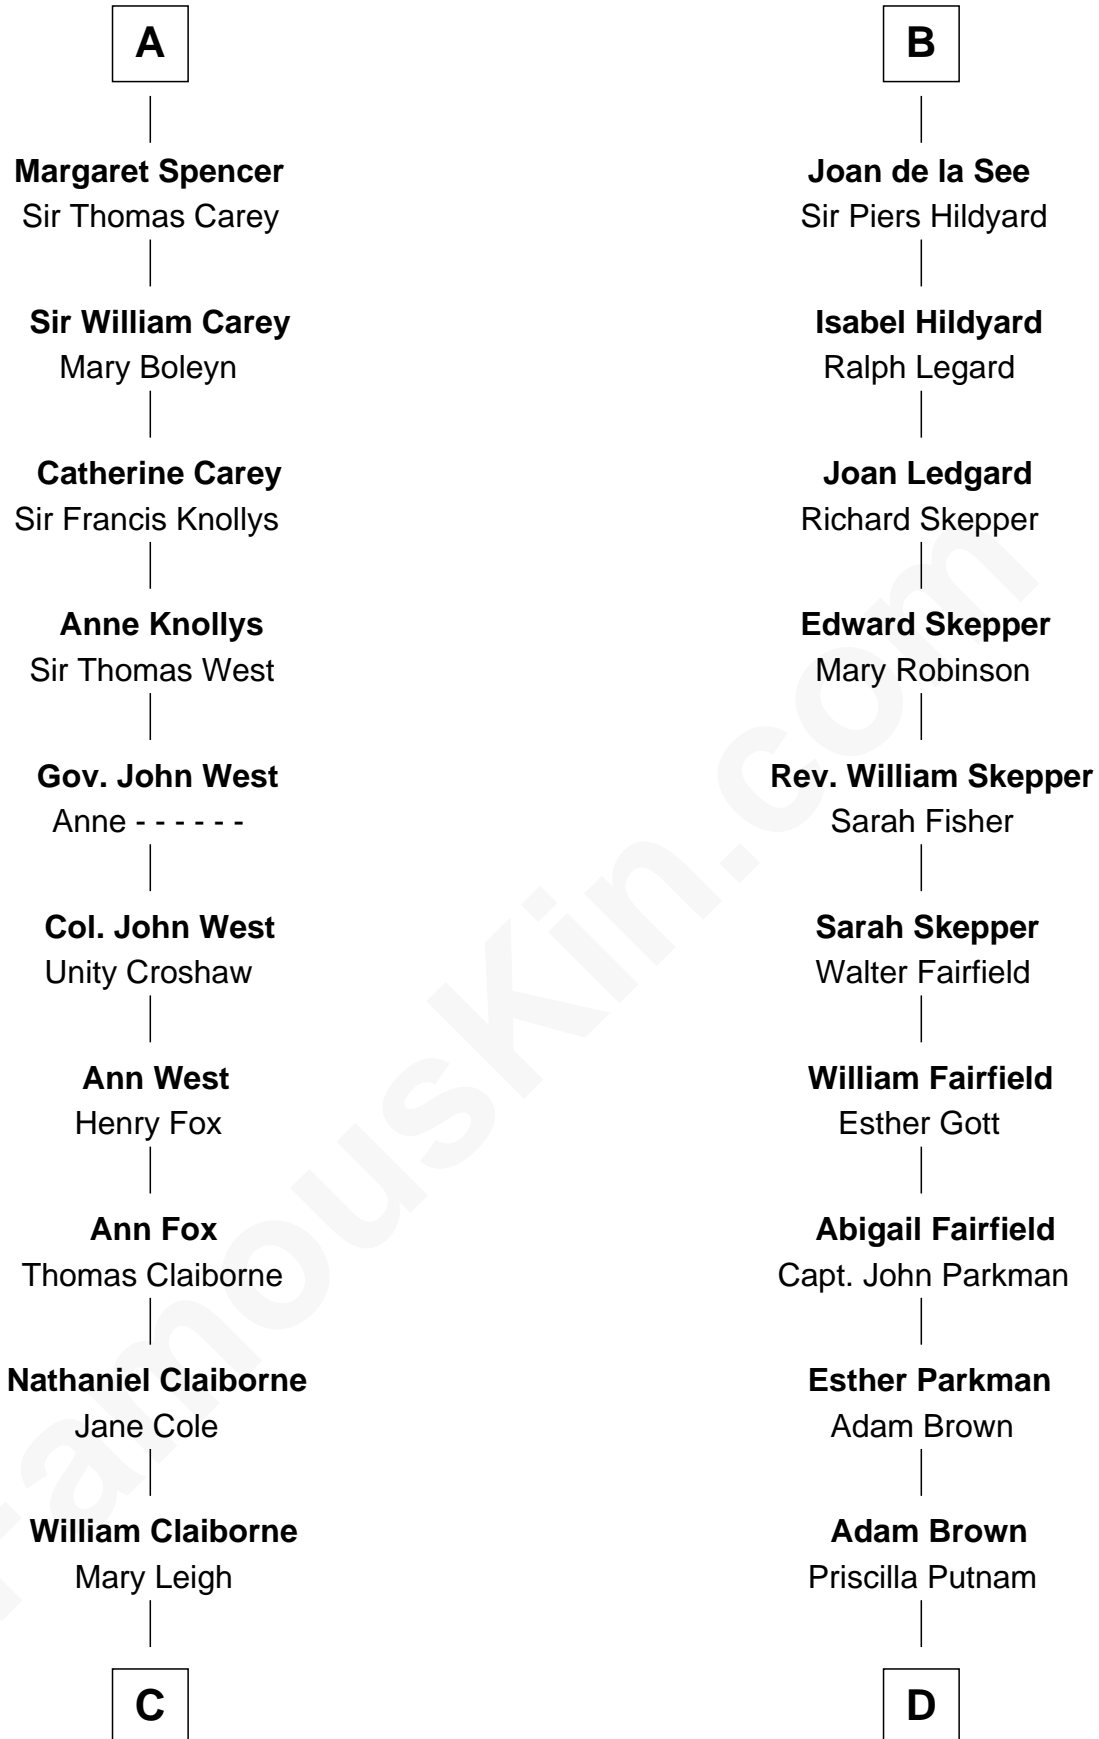 A
Margaret Spencer
Sir Thomas Carey
Sir William Carey
Mary Boleyn
Catherine Carey
Sir Francis Knollys
Anne Knollys
Sir Thomas West
Gov. John West
Anne - - - - - -
Col. John West
Unity Croshaw
Ann West
Henry Fox
Ann Fox
Thomas Claiborne
Nathaniel Claiborne
Jane Cole
William Claiborne
Mary Leigh
C
B
Joan de la See
Sir Piers Hildyard
Isabel Hildyard
Ralph Legard
Joan Ledgard
Richard Skepper
Edward Skepper
Mary Robinson
Rev. William Skepper
Sarah Fisher
Sarah Skepper
Walter Fairfield
William Fairfield
Esther Gott
Abigail Fairfield
Capt. John Parkman
Esther Parkman
Adam Brown
Adam Brown
Priscilla Putnam
D
FamousKin.com